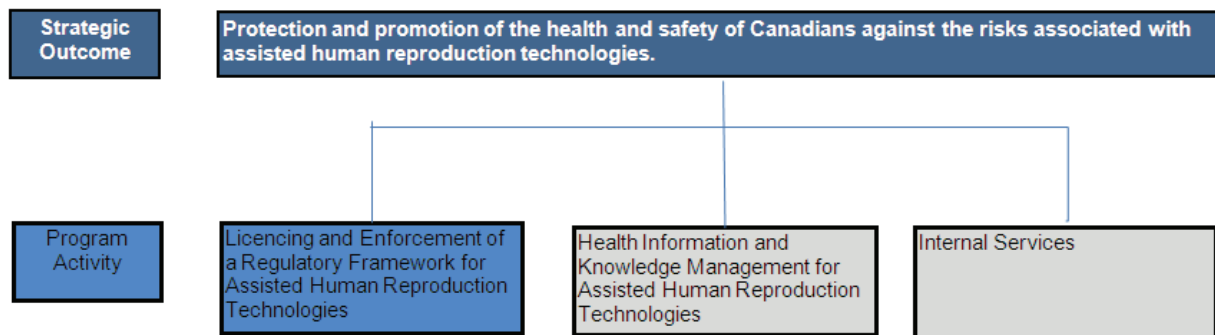 Strategic
Outcome
Protection and promotion of the health and safety of Canadians against the risks associated with
assisted human reproduction technologies.
Program
Activity
Licencing and Enforcement of
a Regulatory Framework for
Assisted Human Reproduction
Technologies
Health Information and
Knowledge Management for
Assisted Human Reproduction
Technologies
Internal Services